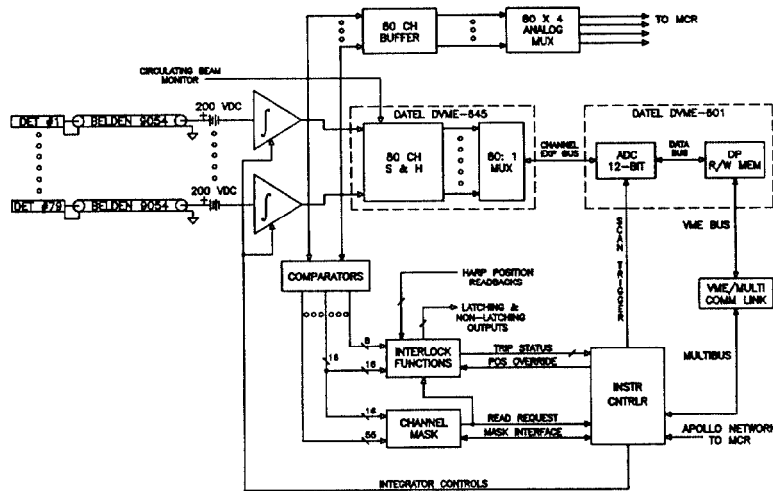 80 CH
BUFFER
80 X 4
ANALOG
MUX
TO MCR
CIRCULATING BEAM
MONITOR
DATEL DVME-645
DATEL DVME-601
200 VDC
DET #1
BELDEN 9054
+
∫
80 CH
S & H
80: 1
MUX
CHANNEL
EXP BUS
ADC
12-BIT
DATA
BUS
DP
R/W MEM
200 VDC
DET #79
BELDEN 9054
+
∫
SCAN TRIGGER
VME BUS
COMPARATORS
HARP POSITION
READBACKS
VME/MULTI
COMM LINK
LATCHING &
NON-LATCHING
OUTPUTS
8
INTERLOCK
FUNCTIONS
16
16
TRIP STATUS
POS OVERRIDE
MULTIBUS
INSTR
CNTRLR
14
CHANNEL
MASK
55
READ REQUEST
MASK INTERFACE
APOLLO NETWORK
TO MCR
INTEGRATOR CONTROLS